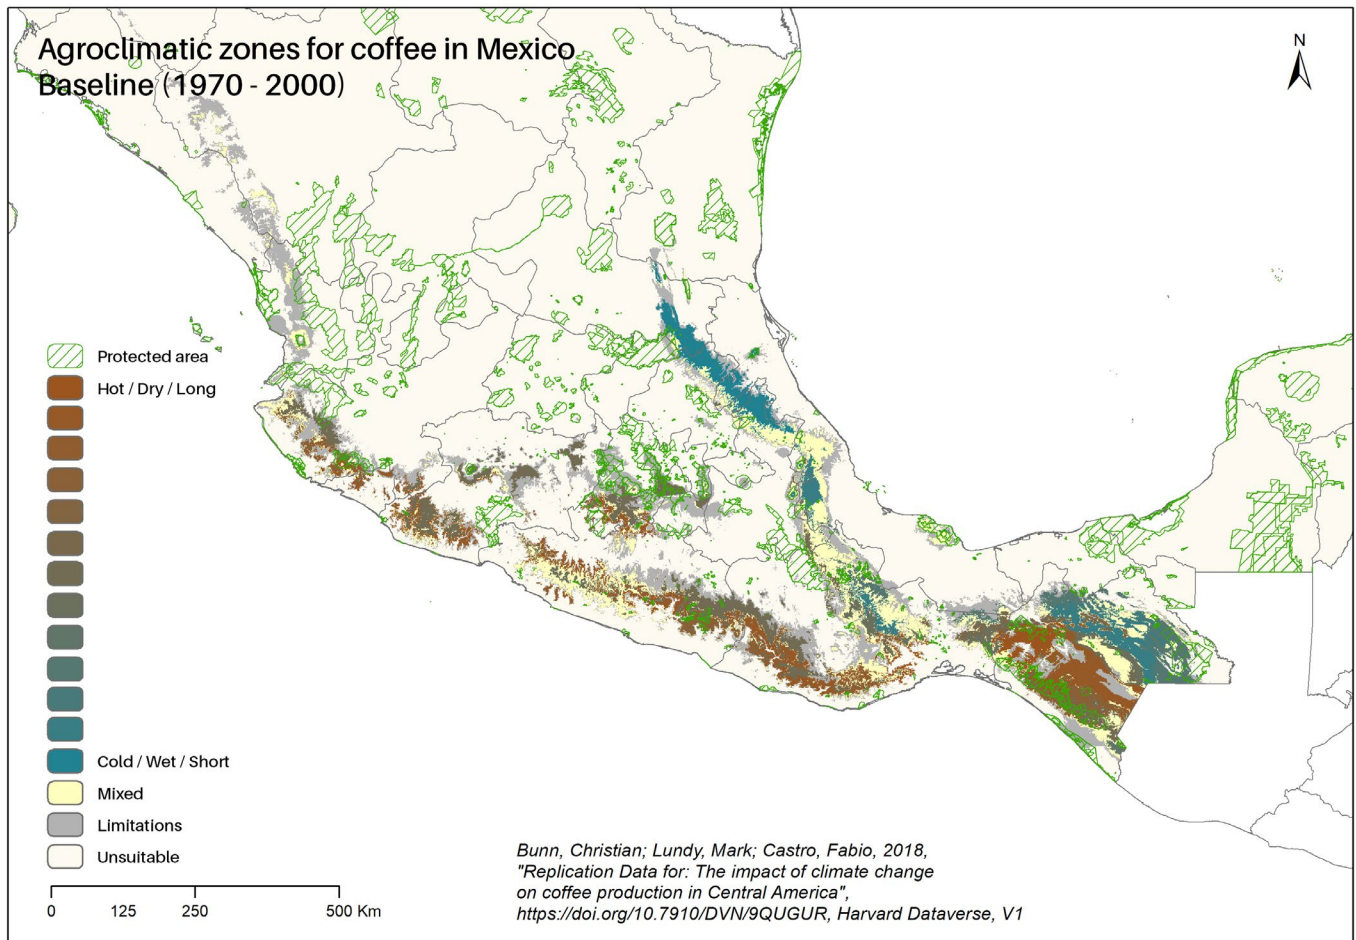 Agroclimatic zones for coffee in Mexico
Baseline (1970 - 2000)
N
Protected area
Hot / Dry / Long
Cold / Wet / Short
Mixed
Limitations
Unsuitable
0 125 250 500 Km
Bunn, Christian; Lundy, Mark; Castro, Fabio, 2018,
"Replication Data for: The impact of climate change
on coffee production in Central America",
https://doi.org/10.7910/DVN/9QUGUR, Harvard Dataverse, V1